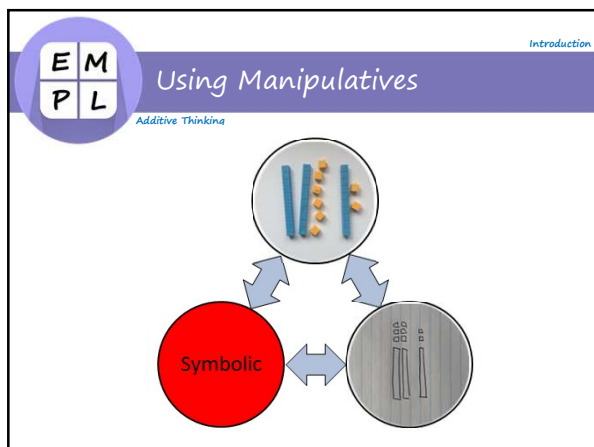 Introduction
E M
P L
Using Manipulatives
Additive Thinking
Symbolic